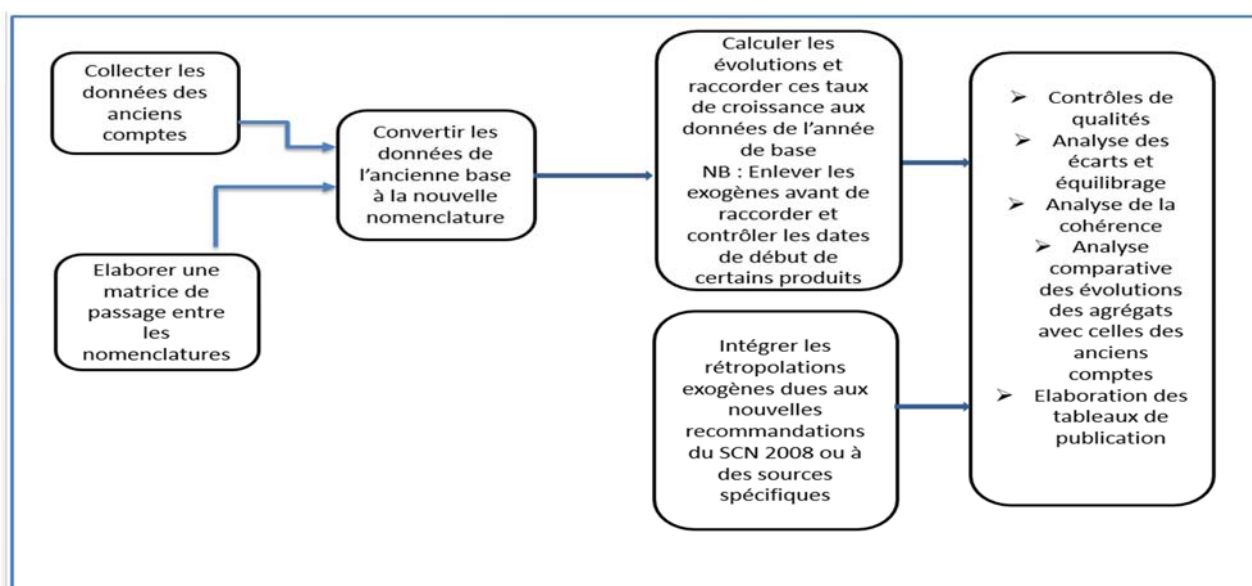 Collecter les
données des
anciens
comptes
Elaborer une
matrice de
passage entre
les
nomenclatures
Convertir les
données de
l'ancienne base
à la nouvelle
nomenclature
Calculer les
évolutions et
raccorder ces taux
de croissance aux
données de l'année
de base
NB : Enlever les
exogènes avant de
raccorder et
contrôler les dates
de début de
certains produits
Intégrer les
rétropolations
exogènes dues aux
nouvelles
recommandations
du SCN 2008 ou à
des sources
spécifiques
➢ Contrôles de
qualités
➢ Analyse des
écarts et
équilibrage
➢ Analyse de la
cohérence
➢ Analyse
comparative
des évolutions
des agrégats
avec celles des
anciens
comptes
➢ Elaboration des
tableaux de
publication